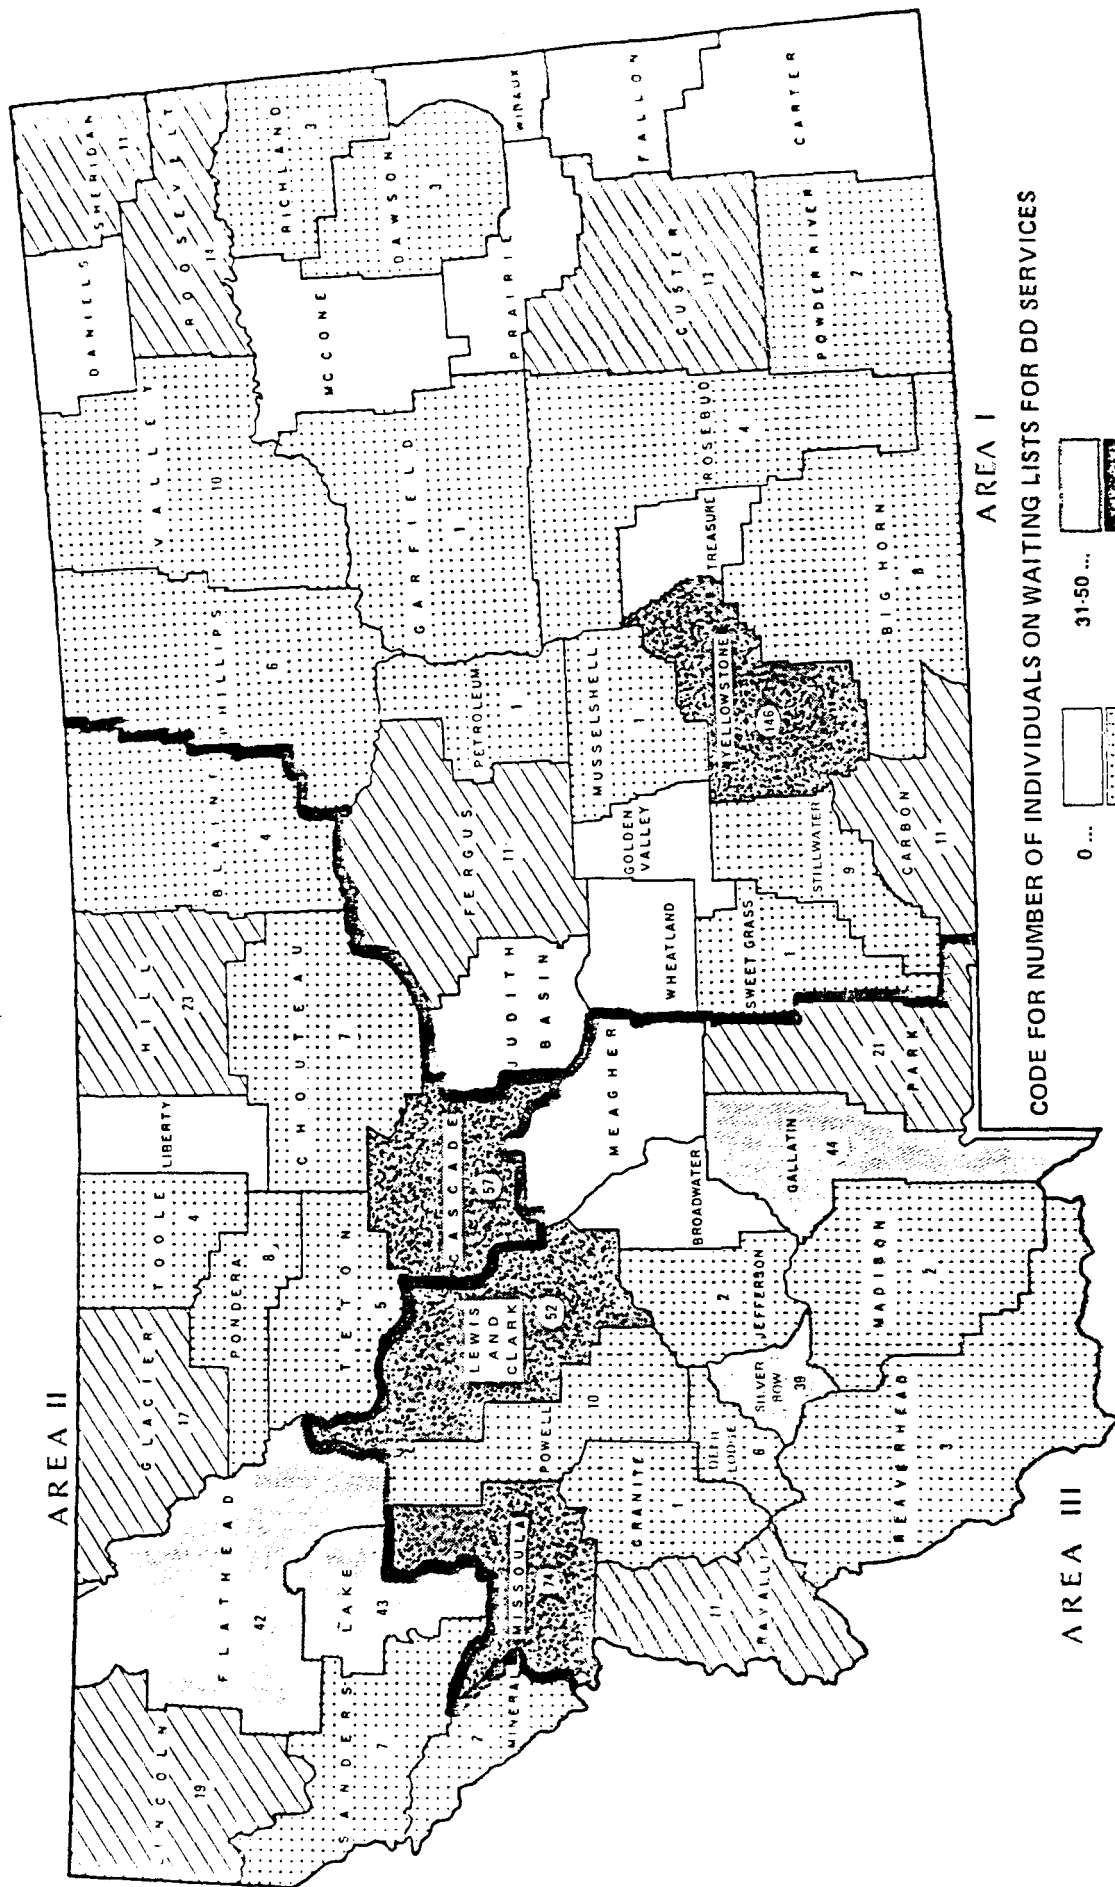 AREA II
LINCOLN
19
FLATHEAD
42
GLACIER
17
TOOLE
4
LIBERTY
HILL
23
BLAINE
4
PHILLIPS
6
VALLEY
10
DANIELS
SHERIDAN
11
ROOSEVELT
SANDERS
7
LAKE
43
PONDERA
8
TETON
5
CHOUTEAU
7
RICHLAND
3
MCCONE
DAWSON
3
GARFIELD
1
MINERAL
MISSOULA
74
POWELL
10
LEWIS
AND
CLARK
52
CASCADE
57
JUDITH
BASIN
FERGUS
11
PETROLEUM
1
PRAIRIE
WIBAUX
GRANITE
1
DEER
LODGE
6
RAVALLI
11
SILVER
BOW
39
JEFFERSON
2
BROADWATER
MEAGHER
WHEATLAND
GOLDEN
VALLEY
MUSSELSHELL
1
TREASURE
ROSEBUD
4
CUSTER
FALLON
BEAVERHEAD
3
MADISON
2
GALLATIN
44
PARK
21
SWEET GRASS
1
STILLWATER
9
YELLOWSTONE
146
CARBON
11
BIG HORN
8
POWDER RIVER
2
CARTER
AREA III
AREA I
CODE FOR NUMBER OF INDIVIDUALS ON WAITING LISTS FOR DD SERVICES
0 ...
31-50 ...